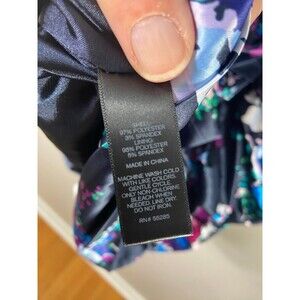 SHELL:
97% POLYESTER
3% SPANDEX
LINING:
95% POLYESTER
5% SPANDEX
MADE IN CHINA
MACHINE WASH COLD
WITH LIKE COLORS.
GENTLE CYCLE.
ONLY NON-CHLORINE
BLEACH WHEN
NEEDED. LINE DRY.
DO NOT IRON.
RN# 55285